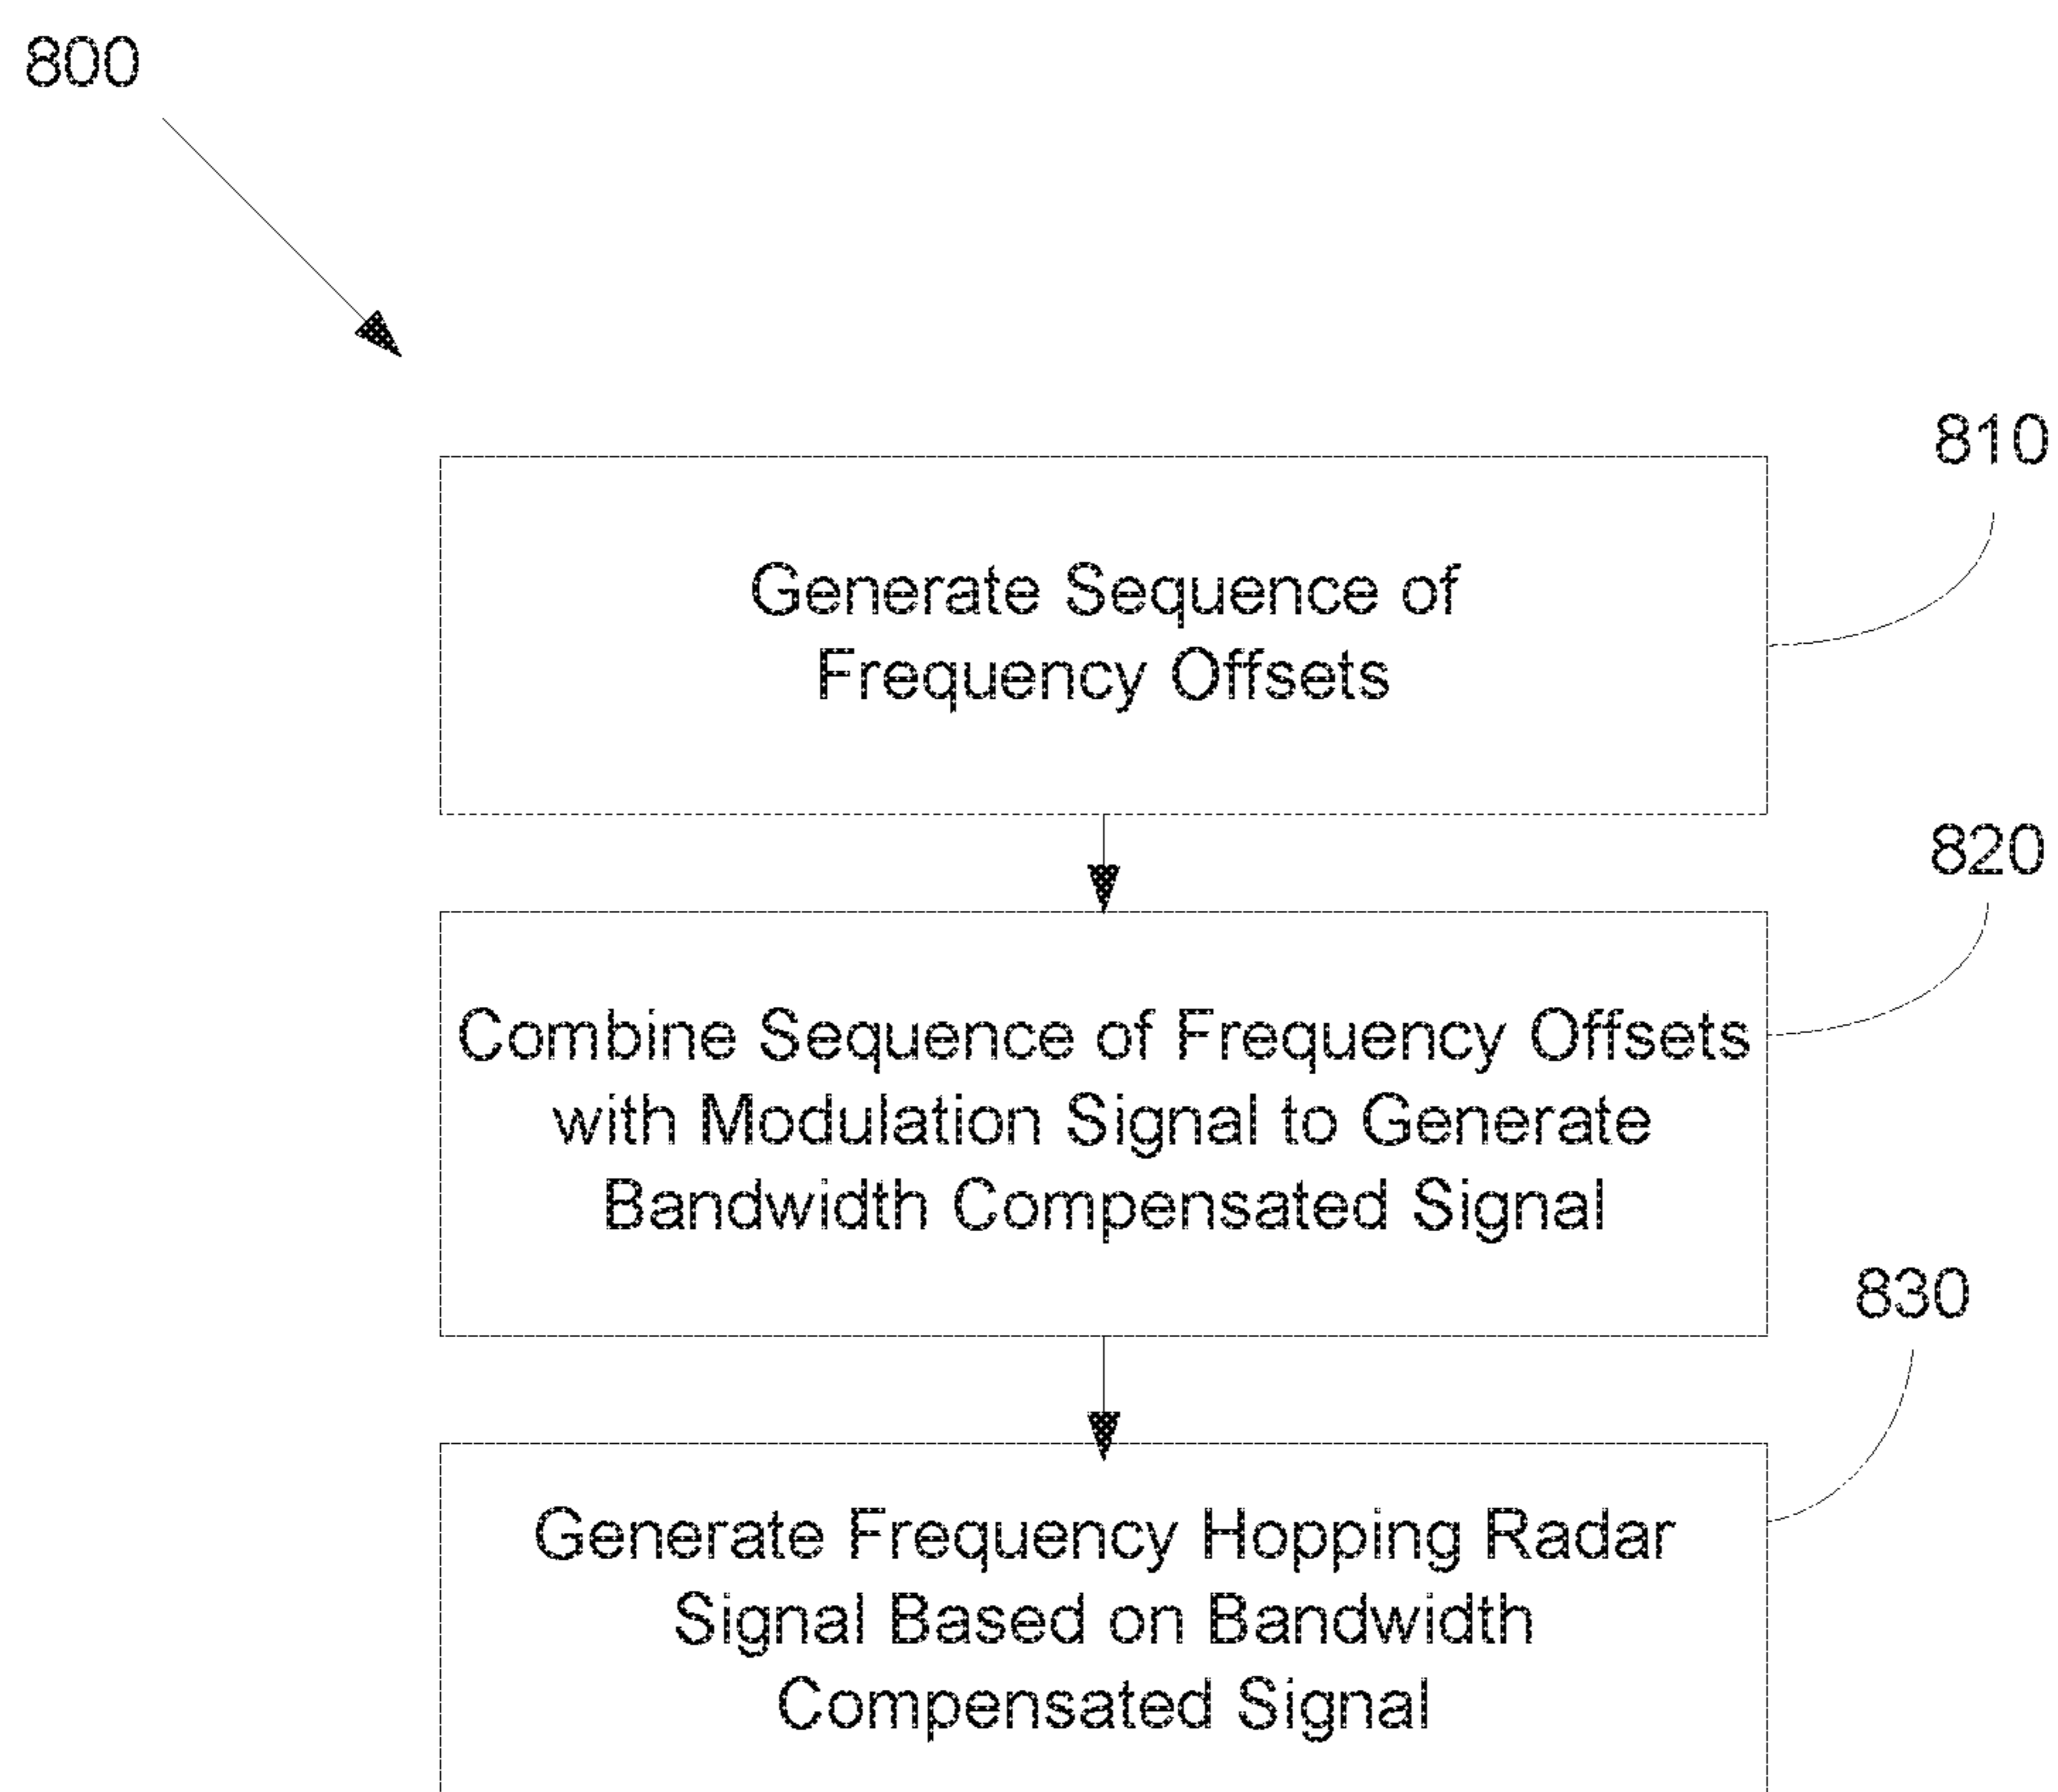 800
810
Generate Sequence of
Frequency Offsets
820
Combine Sequence of Frequency Offsets
with Modulation Signal to Generate
Bandwidth Compensated Signal
830
Generate Frequency Hopping Radar
Signal Based on Bandwidth
Compensated Signal